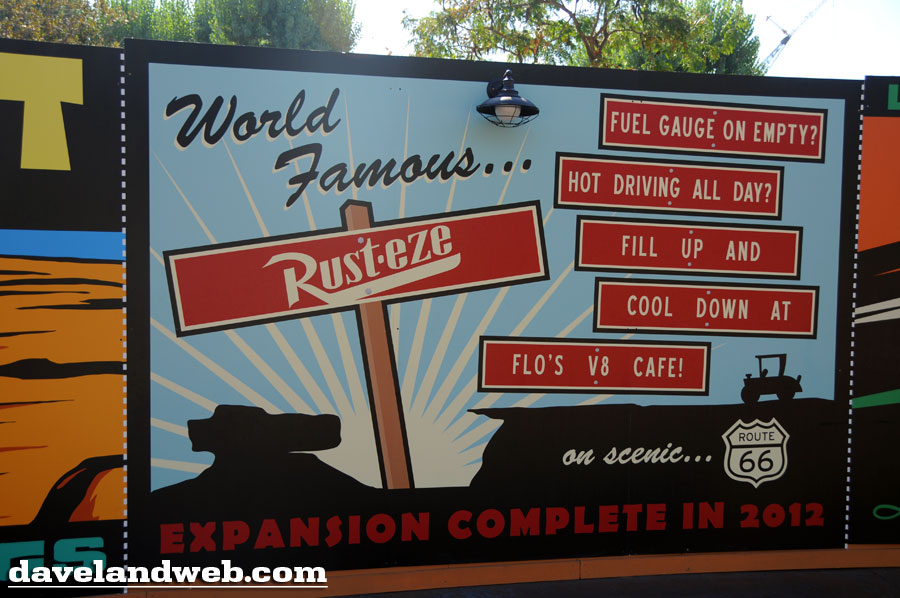 World
Famous...
Rust-eze
FUEL GAUGE ON EMPTY?
HOT DRIVING ALL DAY?
FILL UP AND
COOL DOWN AT
FLO'S V8 CAFE!
on scenic...
ROUTE
66
EXPANSION COMPLETE IN 2012
T
GS
L
davelandweb.com